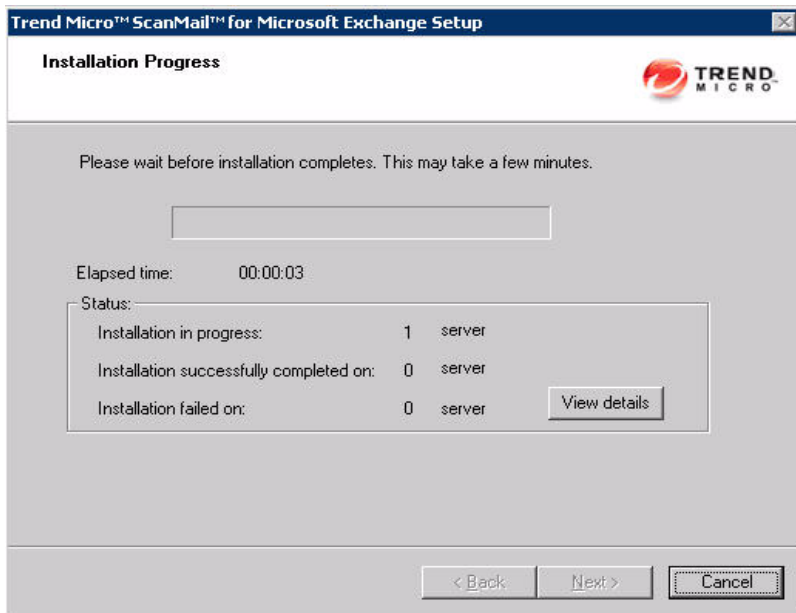 Trend Micro™ ScanMail™ for Microsoft Exchange Setup
Installation Progress
TREND
MICRO™
Please wait before installation completes. This may take a few minutes.
Elapsed time: 00:00:03
Status:
Installation in progress: 1 server
Installation successfully completed on: 0 server
Installation failed on: 0 server
View details
< Back
Next >
Cancel